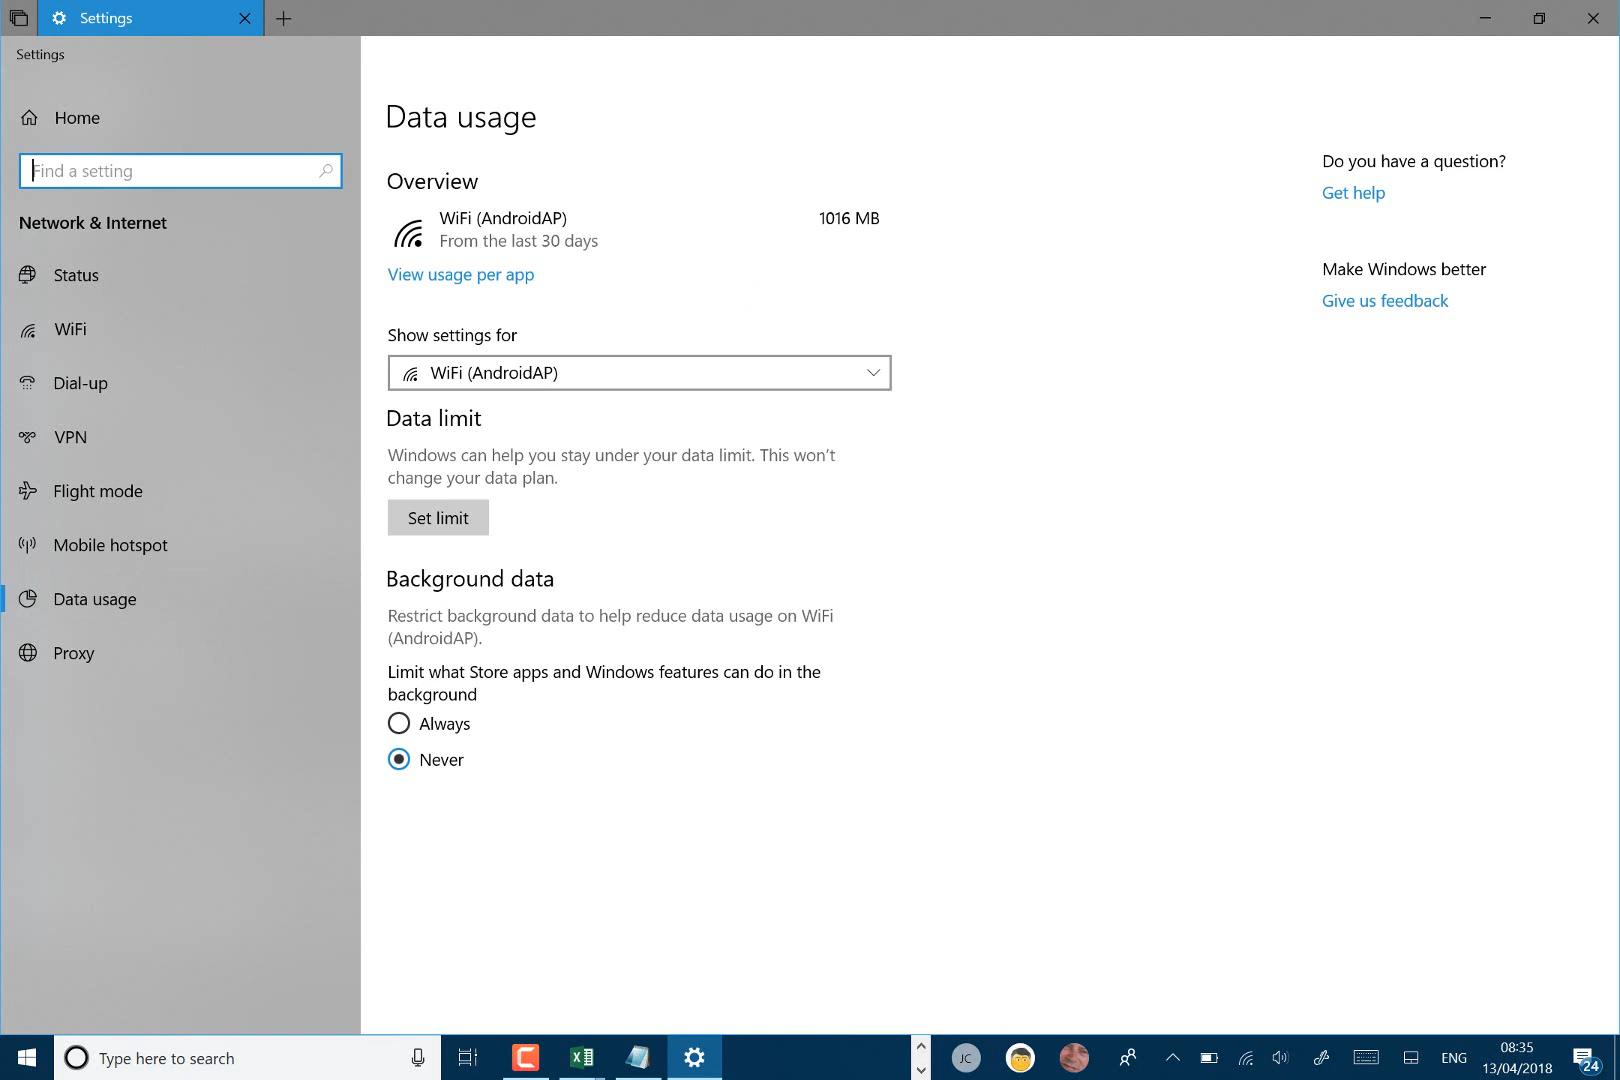 Settings
Settings
Home
Find a setting
Network & Internet
Status
WiFi
Dial-up
VPN
Flight mode
Mobile hotspot
Data usage
Proxy
Data usage
Overview
WiFi (AndroidAP)
1016 MB
From the last 30 days
View usage per app
Show settings for
WiFi (AndroidAP)
Data limit
Windows can help you stay under your data limit. This won't
change your data plan.
Set limit
Background data
Restrict background data to help reduce data usage on WiFi
(AndroidAP).
Limit what Store apps and Windows features can do in the
background
Always
Never
Do you have a question?
Get help
Make Windows better
Give us feedback
Type here to search
JC
ENG
08:35
13/04/2018
24